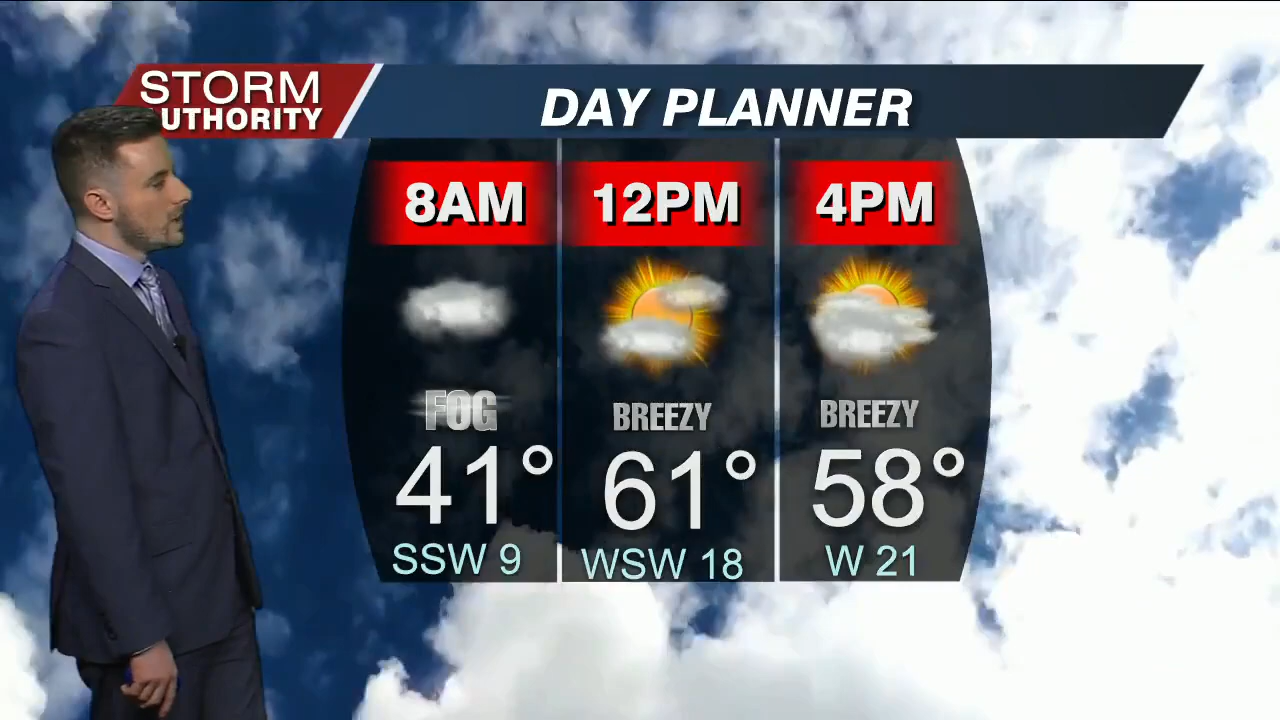 STORM
UTHORITY
DAY PLANNER
8AM
12PM
4PM
FOG
BREEZY
BREEZY
41°
61°
58°
SSW 9
WSW 18
W 21